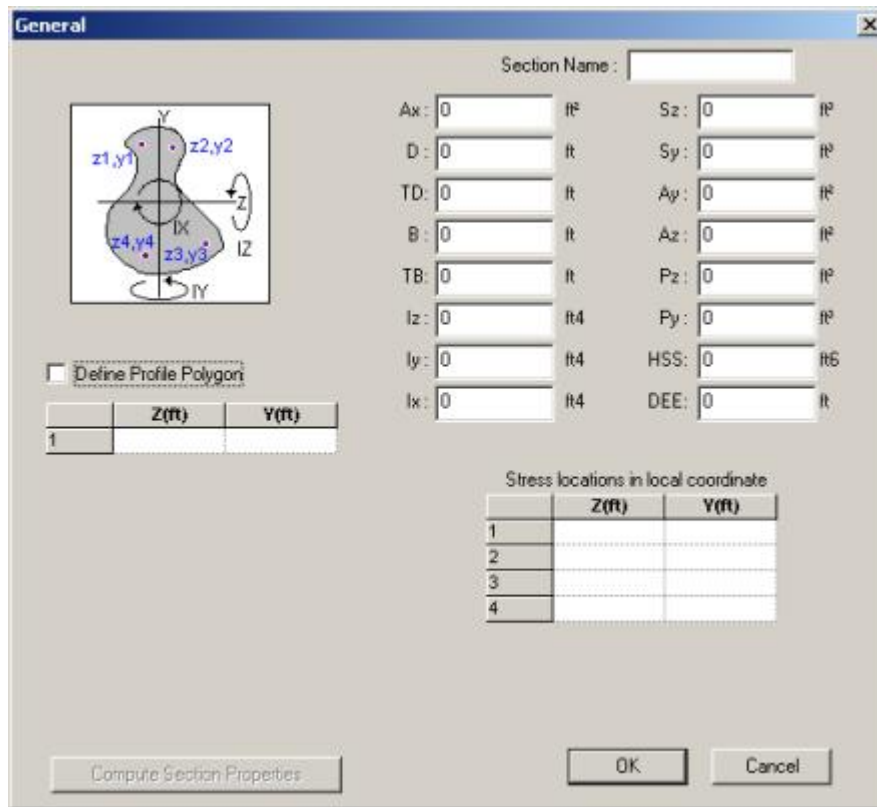 General
Section Name :
Y
z1,y1
z2,y2
Z
IX
z4,y4
z3,y3
IZ
IY
Ax : 0 ft²
D : 0 ft
TD: 0 ft
B : 0 ft
TB: 0 ft
Iz : 0 ft4
Iy : 0 ft4
Ix : 0 ft4
Sz : 0 ft³
Sy : 0 ft³
Ay : 0 ft²
Az : 0 ft²
Pz : 0 ft³
Py : 0 ft³
HSS: 0 ft6
DEE: 0 ft
Define Profile Polygon
Z(ft) Y(ft)
1
Stress locations in local coordinate
Z(ft) Y(ft)
1
2
3
4
Compute Section Properties
OK
Cancel